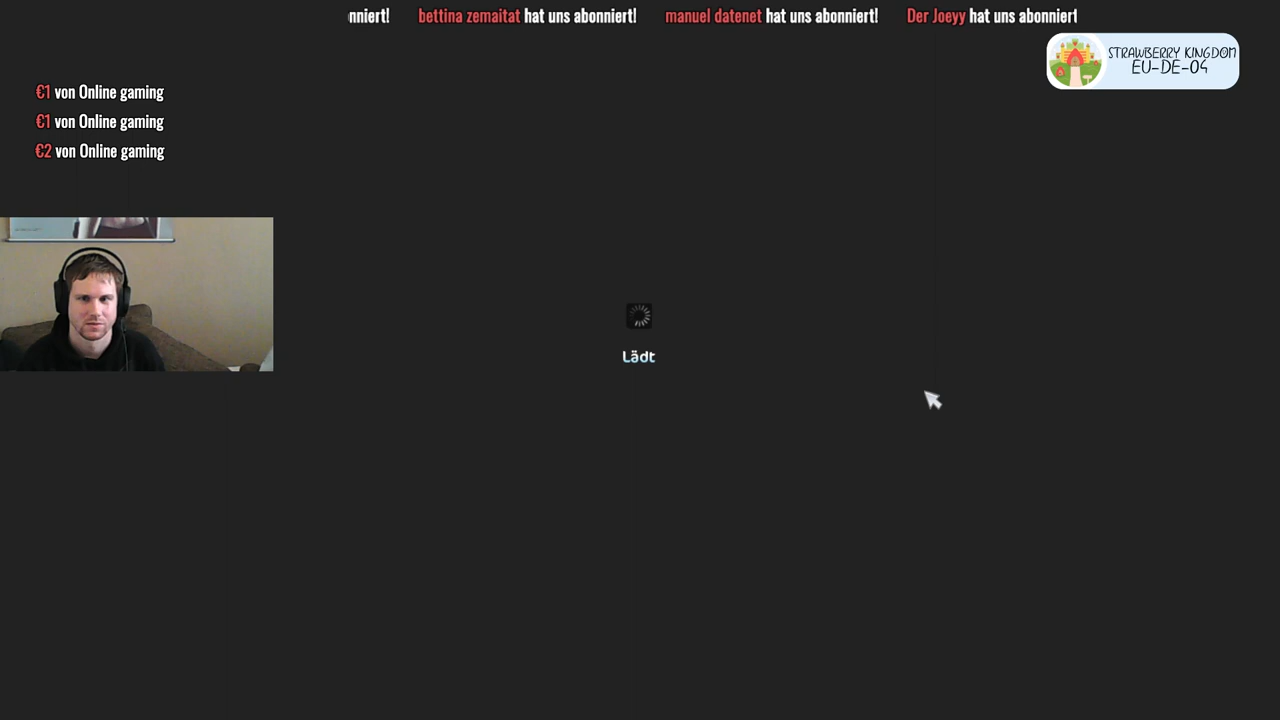 nniert! bettina zemaitat hat uns abonniert! manuel datenet hat uns abonniert! Der Joeyy hat uns abonniert
STRAWBERRY KINGDOM
EU-DE-04
€1 von Online gaming
€1 von Online gaming
€2 von Online gaming
Lädt